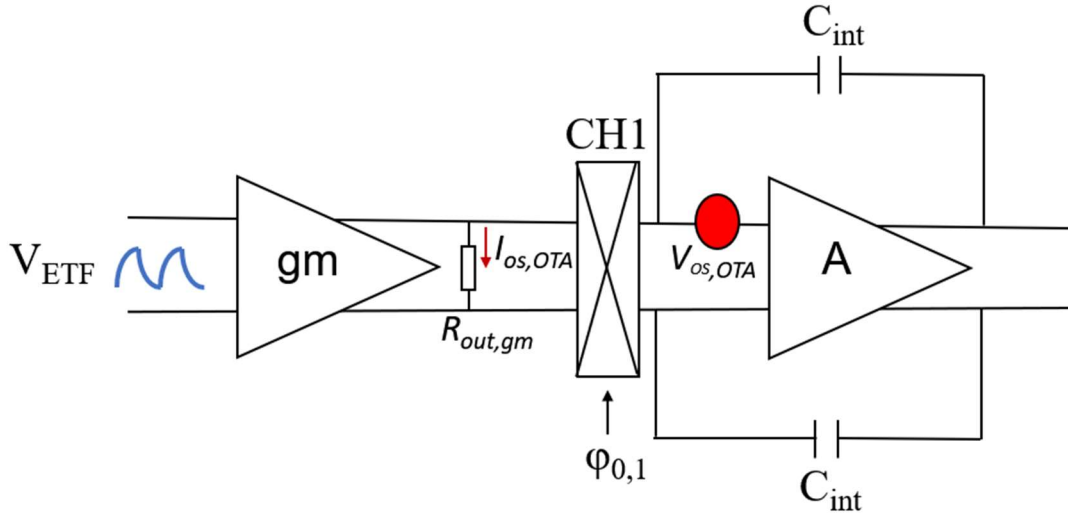 C_int
CH1
V_ETF
gm
I_os,OTA
R_out,gm
V_os,OTA
A
φ_0,1
C_int